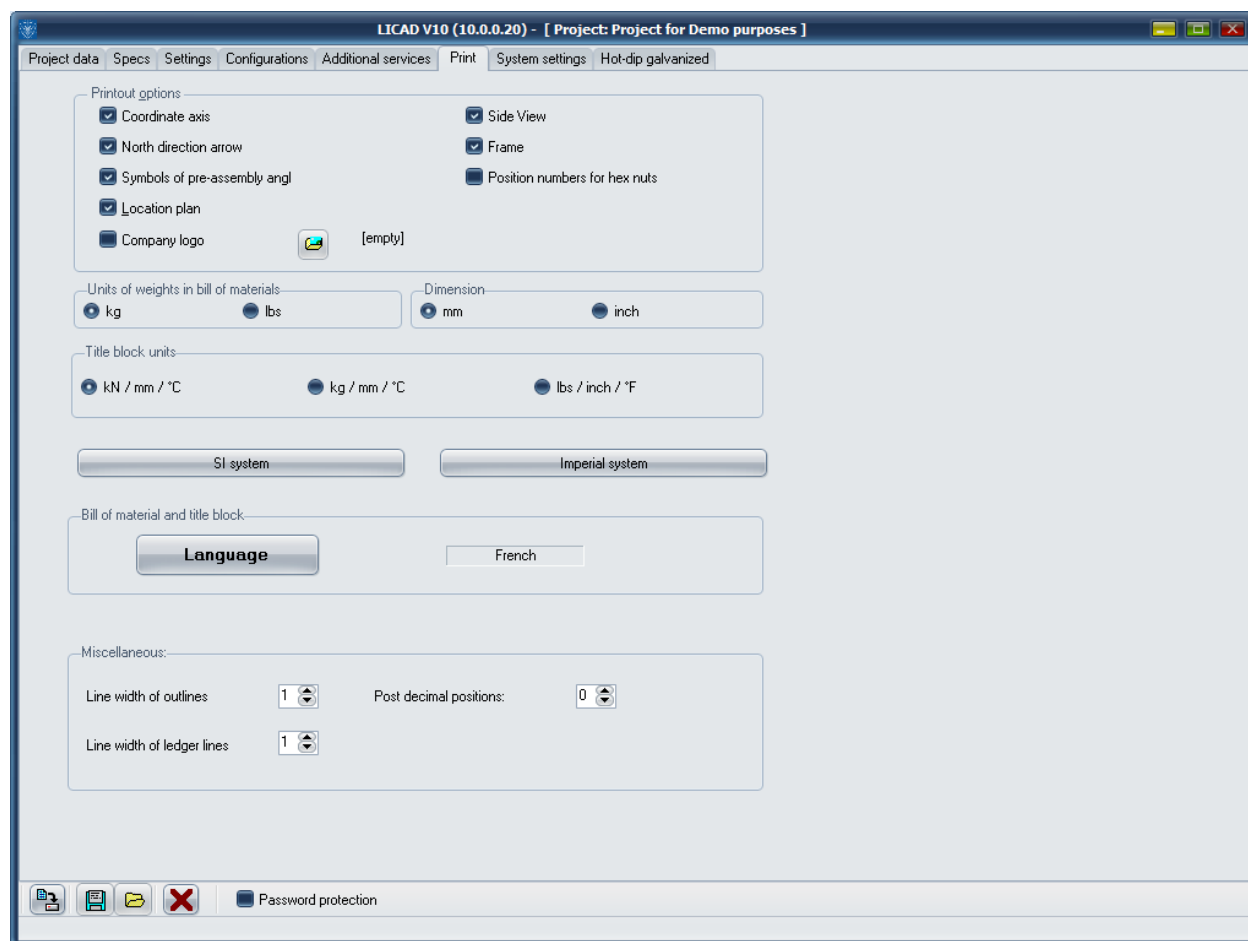 LICAD V10 (10.0.0.20) - [ Project: Project for Demo purposes ]
Project data Specs Settings Configurations Additional services Print System settings Hot-dip galvanized
Printout options
Coordinate axis Side View
North direction arrow Frame
Symbols of pre-assembly angl Position numbers for hex nuts
Location plan
Company logo [empty]
Units of weights in bill of materials Dimension
kg lbs mm inch
Title block units
kN / mm / °C kg / mm / °C lbs / inch / °F
SI system Imperial system
Bill of material and title block
Language French
Miscellaneous:
Line width of outlines 1 Post decimal positions: 0
Line width of ledger lines 1
Password protection